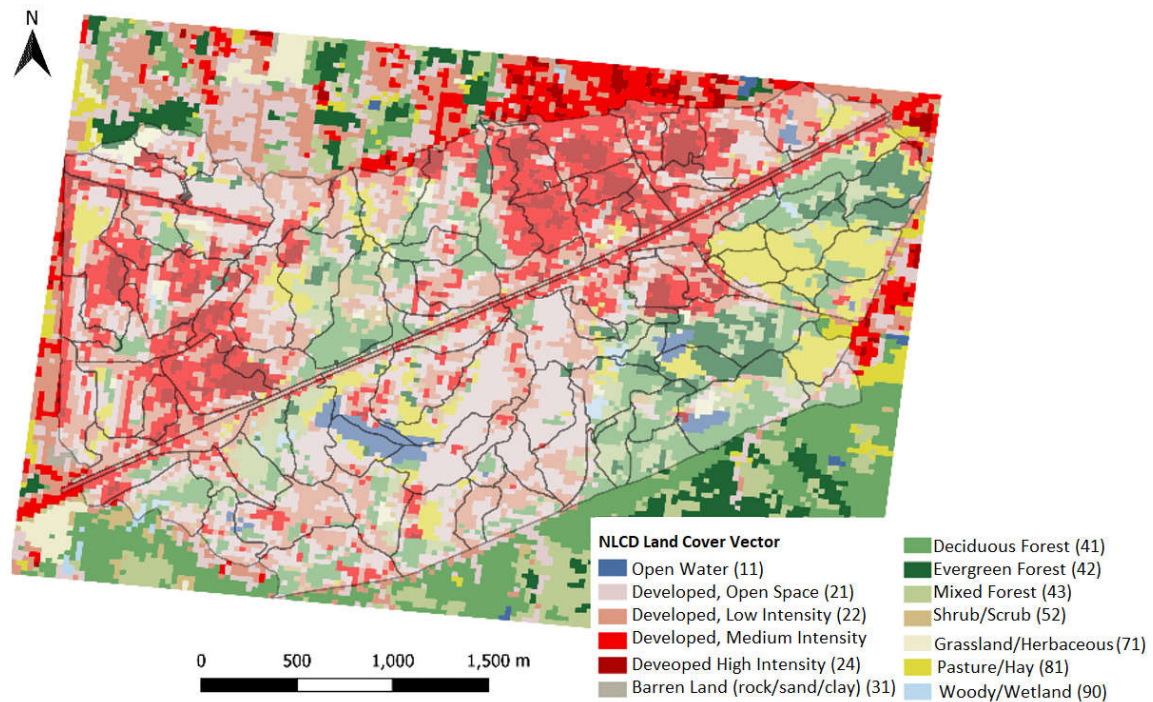 N
0 500 1,000 1,500 m
NLCD Land Cover Vector
Open Water (11)
Developed, Open Space (21)
Developed, Low Intensity (22)
Developed, Medium Intensity
Deveoped High Intensity (24)
Barren Land (rock/sand/clay) (31)
Deciduous Forest (41)
Evergreen Forest (42)
Mixed Forest (43)
Shrub/Scrub (52)
Grassland/Herbaceous (71)
Pasture/Hay (81)
Woody/Wetland (90)